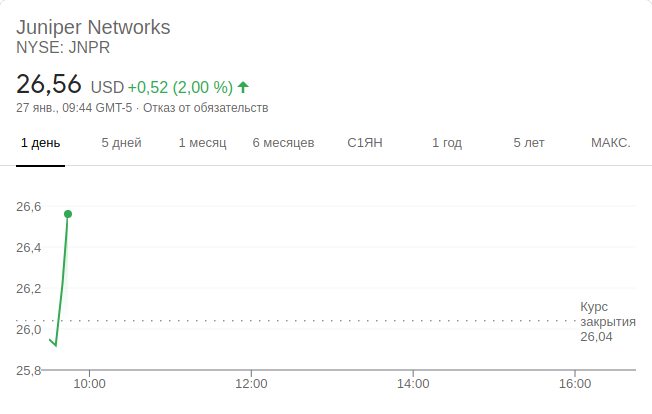 Juniper Networks
NYSE: JNPR
26,56 USD +0,52 (2,00 %)
27 янв., 09:44 GMT-5 · Отказ от обязательств
1 день 5 дней 1 месяц 6 месяцев С1ЯН 1 год 5 лет МАКС.
26,6
26,4
26,2
26,0
25,8
Курс
закрытия
26,04
10:00 12:00 14:00 16:00